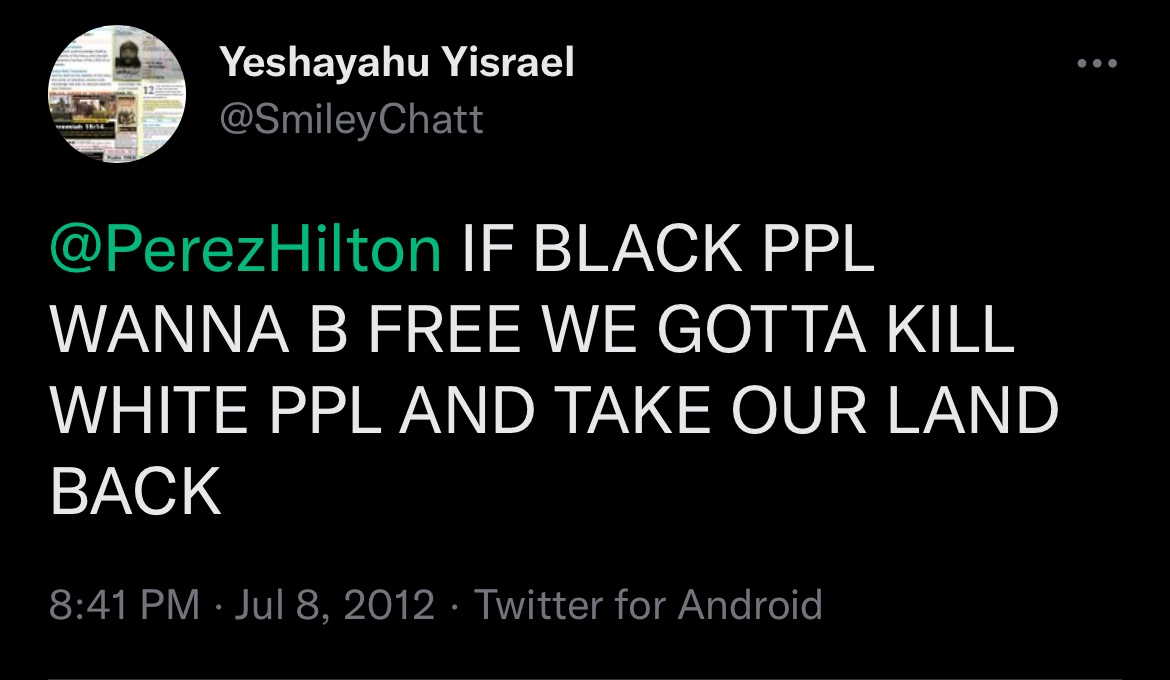 Yeshayahu Yisrael
@SmileyChatt
@PerezHilton IF BLACK PPL
WANNA B FREE WE GOTTA KILL
WHITE PPL AND TAKE OUR LAND
BACK
8:41 PM · Jul 8, 2012 · Twitter for Android